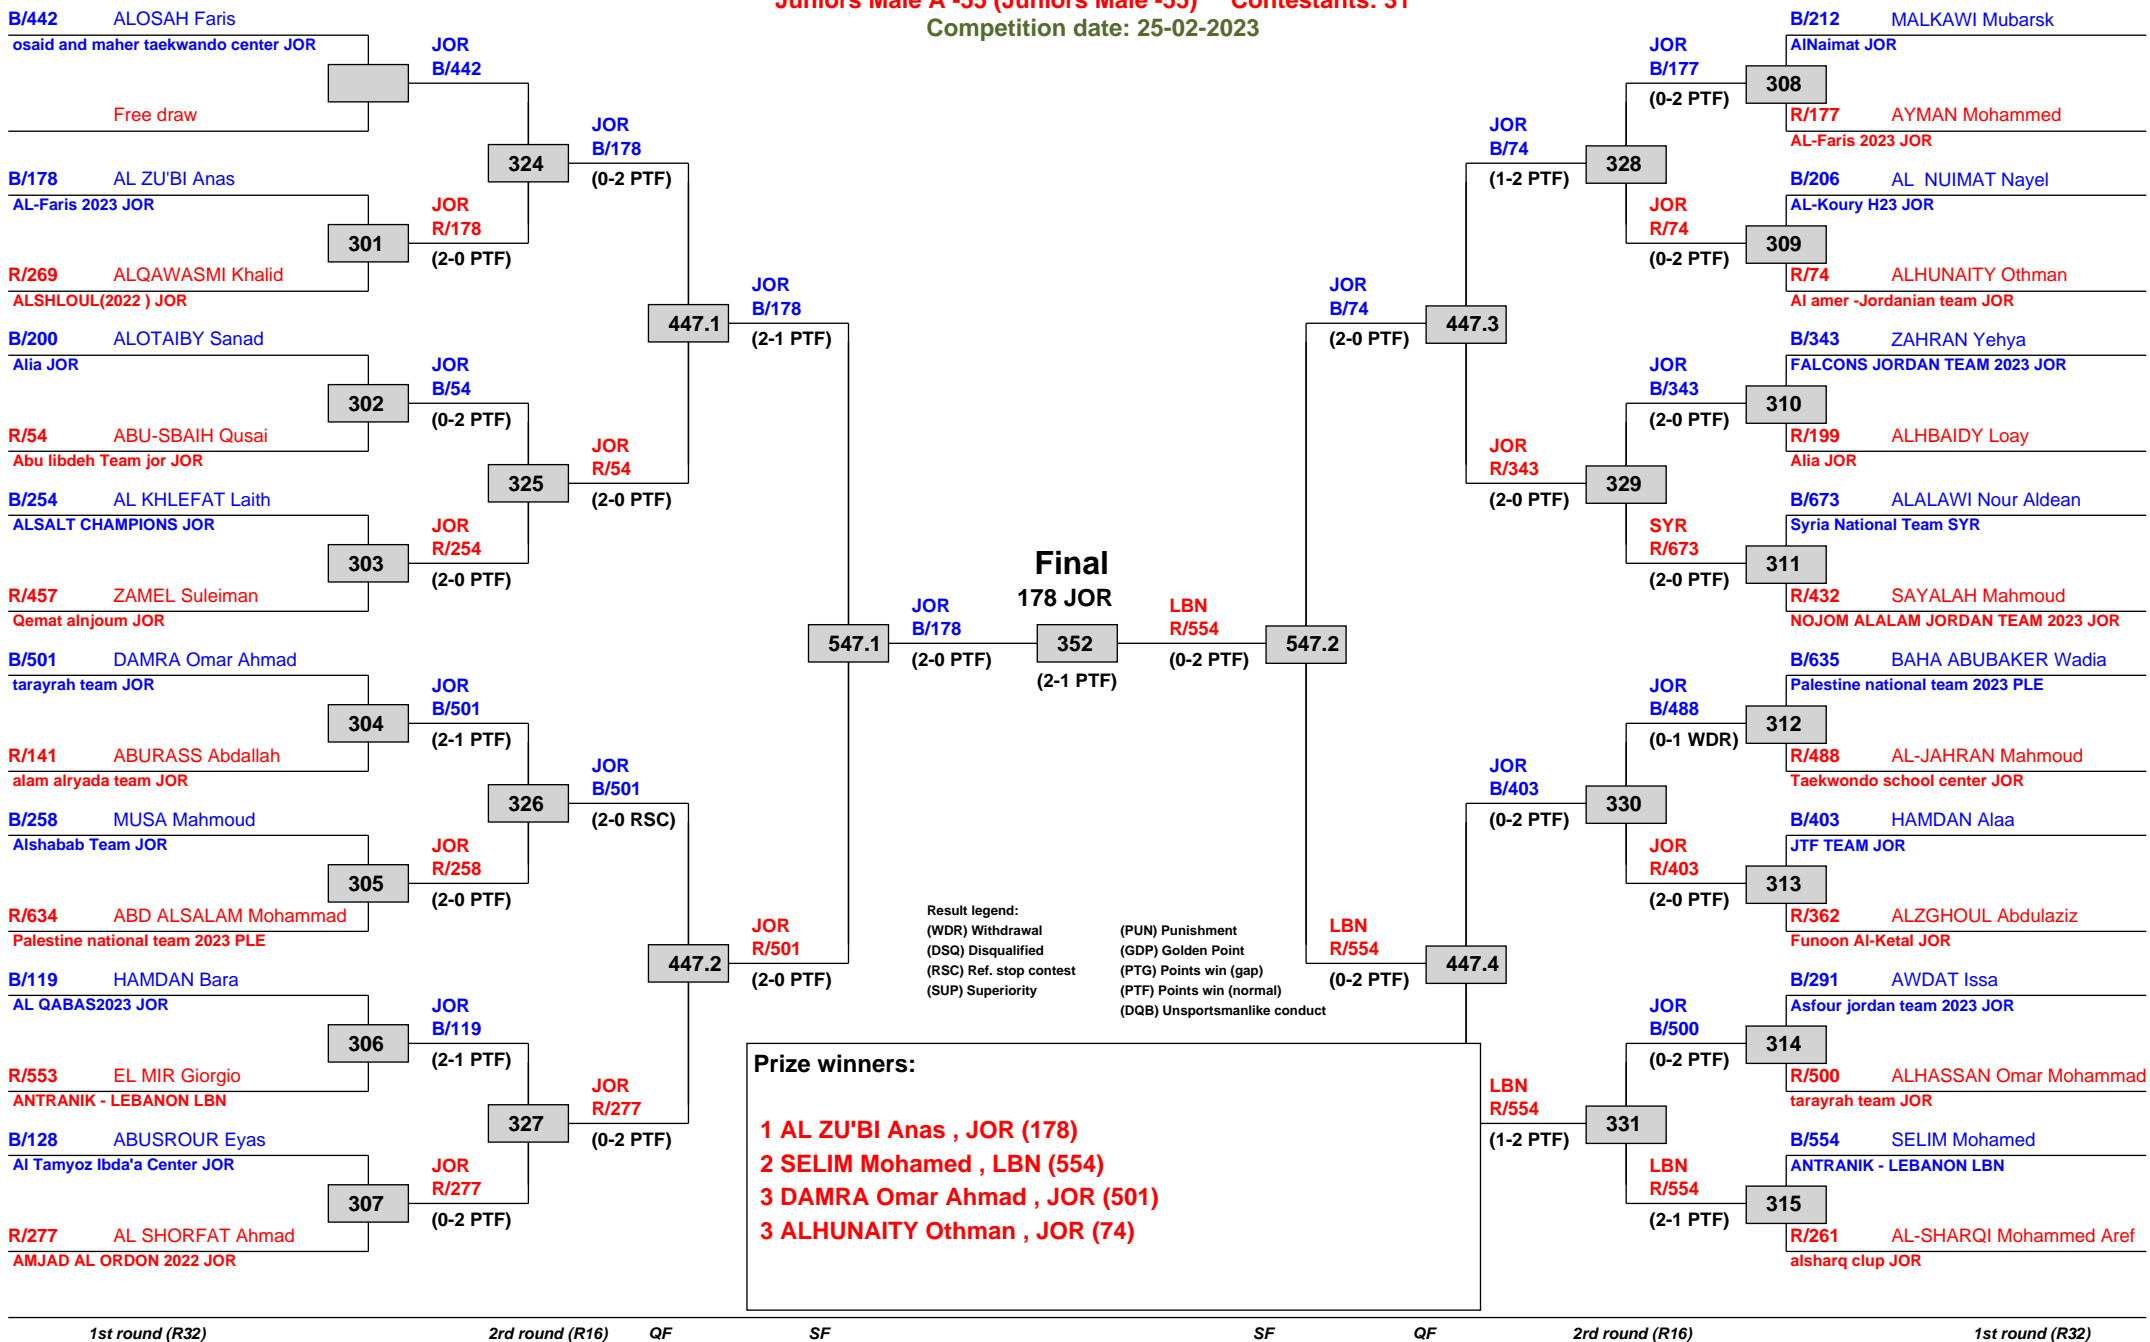 Juniors Male A -55 (Juniors Male -55) Contestants: 31
Competition date: 25-02-2023
B/442 ALOSAH Faris
osaid and maher taekwando center JOR
Free draw
B/178 AL ZU'BI Anas
AL-Faris 2023 JOR
301
R/269 ALQAWASMI Khalid
ALSHLOUL(2022 ) JOR
B/200 ALOTAIBY Sanad
Alia JOR
302
R/54 ABU-SBAIH Qusai
Abu libdeh Team jor JOR
B/254 AL KHLEFAT Laith
ALSALT CHAMPIONS JOR
303
R/457 ZAMEL Suleiman
Qemat alnjoum JOR
B/501 DAMRA Omar Ahmad
tarayrah team JOR
304
R/141 ABURASS Abdallah
alam alryada team JOR
B/258 MUSA Mahmoud
Alshabab Team JOR
305
R/634 ABD ALSALAM Mohammad
Palestine national team 2023 PLE
B/119 HAMDAN Bara
AL QABAS2023 JOR
306
R/553 EL MIR Giorgio
ANTRANIK - LEBANON LBN
B/128 ABUSROUR Eyas
Al Tamyoz Ibda'a Center JOR
307
R/277 AL SHORFAT Ahmad
AMJAD AL ORDON 2022 JOR
JOR
B/442
324
JOR
R/178
(2-0 PTF)
JOR
B/54
(0-2 PTF)
325
JOR
R/254
(2-0 PTF)
JOR
B/501
(2-1 PTF)
326
JOR
R/258
(2-0 PTF)
JOR
B/119
(2-1 PTF)
327
JOR
R/277
(0-2 PTF)
JOR
B/178
(0-2 PTF)
447.1
JOR
R/54
(2-0 PTF)
JOR
B/501
(2-0 RSC)
447.2
JOR
R/277
(0-2 PTF)
JOR
B/178
(2-1 PTF)
547.1
JOR
R/501
(2-0 PTF)
JOR
B/178
(2-0 PTF)
Final
178 JOR
352
(2-1 PTF)
LBN
R/554
(0-2 PTF)
547.2
JOR
B/74
(2-0 PTF)
LBN
R/554
(0-2 PTF)
JOR
B/74
(1-2 PTF)
447.3
JOR
R/343
(2-0 PTF)
JOR
B/403
(0-2 PTF)
447.4
LBN
R/554
(1-2 PTF)
JOR
B/177
(0-2 PTF)
328
JOR
R/74
(0-2 PTF)
JOR
B/343
(2-0 PTF)
329
SYR
R/673
(2-0 PTF)
JOR
B/488
(0-1 WDR)
330
JOR
R/403
(2-0 PTF)
JOR
B/500
(0-2 PTF)
331
LBN
R/554
(2-1 PTF)
B/212 MALKAWI Mubarsk
AlNaimat JOR
308
R/177 AYMAN Mohammed
AL-Faris 2023 JOR
B/206 AL NUIMAT Nayel
AL-Koury H23 JOR
309
R/74 ALHUNAITY Othman
Al amer -Jordanian team JOR
B/343 ZAHRAN Yehya
FALCONS JORDAN TEAM 2023 JOR
310
R/199 ALHBAIDY Loay
Alia JOR
B/673 ALALAWI Nour Aldean
Syria National Team SYR
311
R/432 SAYALAH Mahmoud
NOJOM ALALAM JORDAN TEAM 2023 JOR
B/635 BAHA ABUBAKER Wadia
Palestine national team 2023 PLE
312
R/488 AL-JAHRAN Mahmoud
Taekwondo school center JOR
B/403 HAMDAN Alaa
JTF TEAM JOR
313
R/362 ALZGHOUL Abdulaziz
Funoon Al-Ketal JOR
B/291 AWDAT Issa
Asfour jordan team 2023 JOR
314
R/500 ALHASSAN Omar Mohammad
tarayrah team JOR
B/554 SELIM Mohamed
ANTRANIK - LEBANON LBN
315
R/261 AL-SHARQI Mohammed Aref
alsharq clup JOR
Result legend:
(WDR) Withdrawal (PUN) Punishment
(DSQ) Disqualified (GDP) Golden Point
(RSC) Ref. stop contest (PTG) Points win (gap)
(SUP) Superiority (PTF) Points win (normal)
(DQB) Unsportsmanlike conduct
Prize winners:
1 AL ZU'BI Anas , JOR (178)
2 SELIM Mohamed , LBN (554)
3 DAMRA Omar Ahmad , JOR (501)
3 ALHUNAITY Othman , JOR (74)
1st round (R32) 2rd round (R16) QF SF SF QF 2rd round (R16) 1st round (R32)